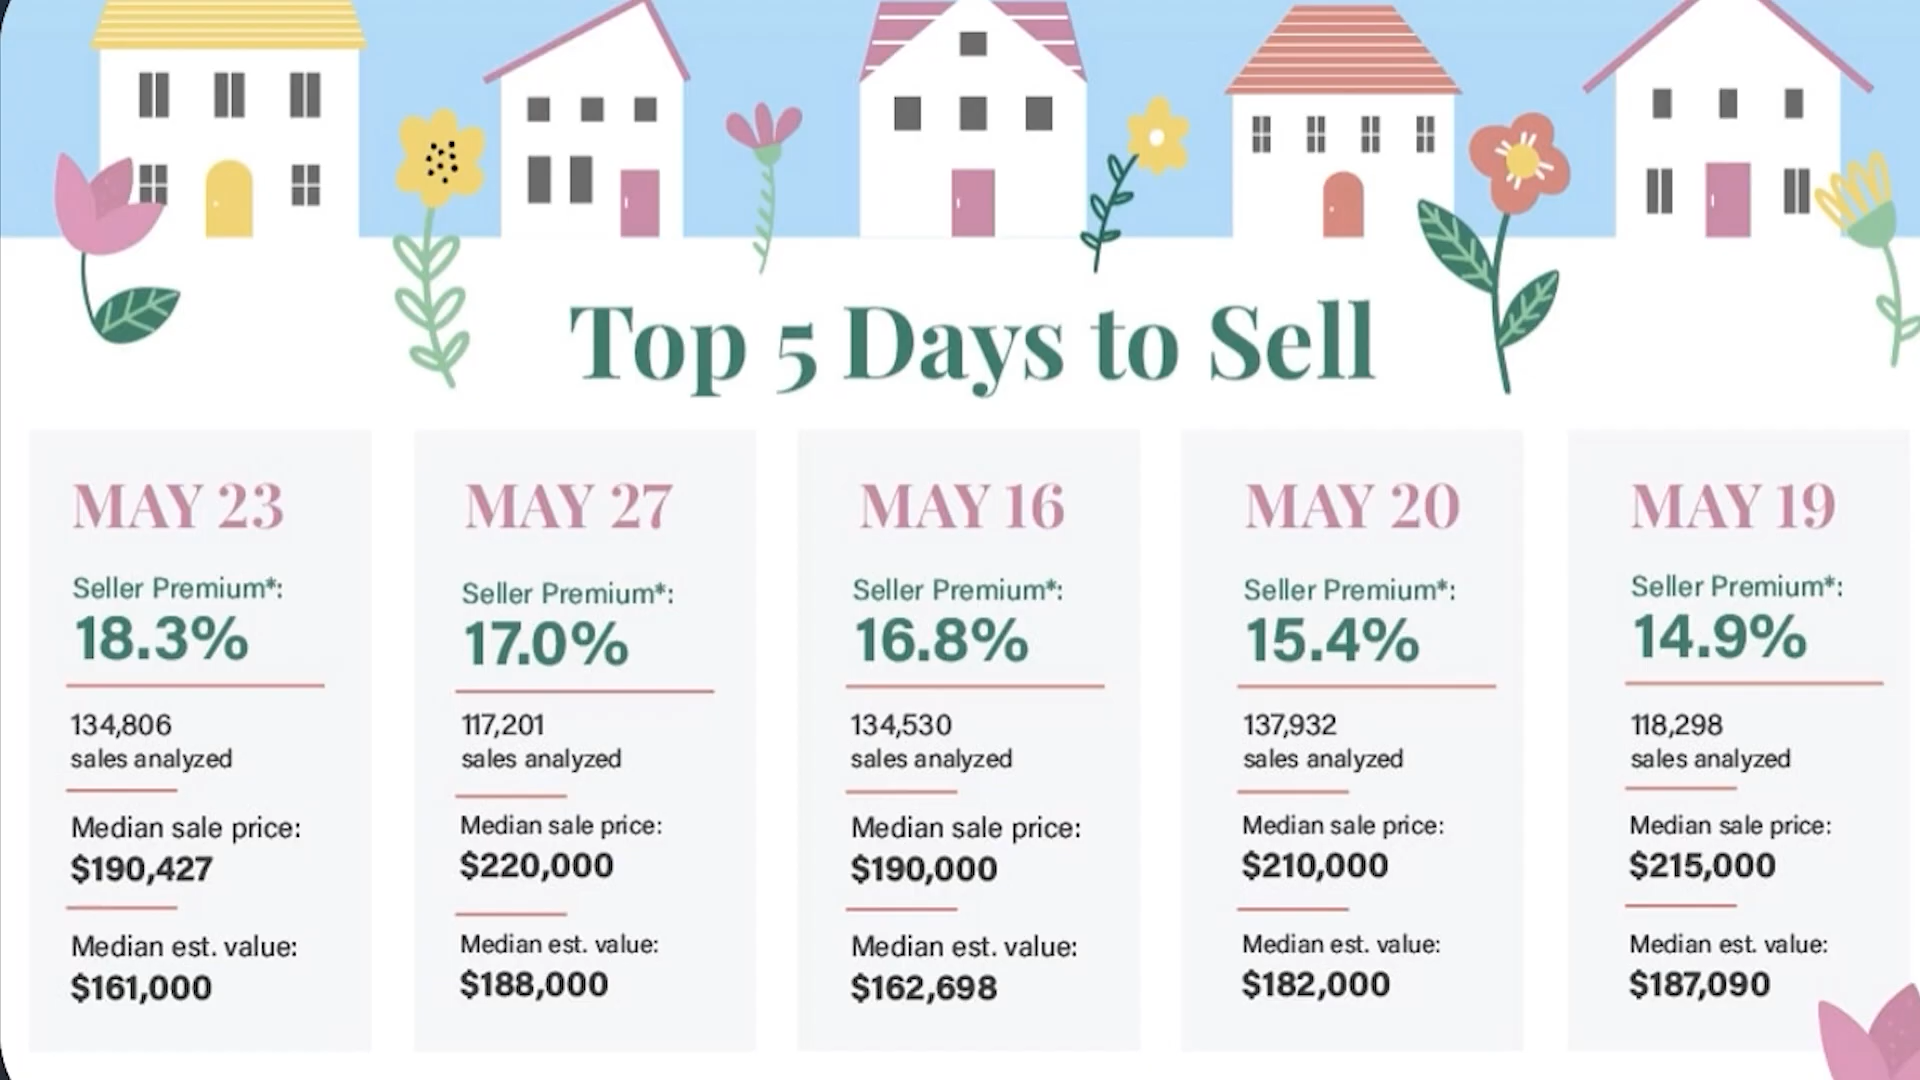 Top 5 Days to Sell
MAY 23
Seller Premium*:
18.3%
134,806
sales analyzed
Median sale price:
$190,427
Median est. value:
$161,000
MAY 27
Seller Premium*:
17.0%
117,201
sales analyzed
Median sale price:
$220,000
Median est. value:
$188,000
MAY 16
Seller Premium*:
16.8%
134,530
sales analyzed
Median sale price:
$190,000
Median est. value:
$162,698
MAY 20
Seller Premium*:
15.4%
137,932
sales analyzed
Median sale price:
$210,000
Median est. value:
$182,000
MAY 19
Seller Premium*:
14.9%
118,298
sales analyzed
Median sale price:
$215,000
Median est. value:
$187,090